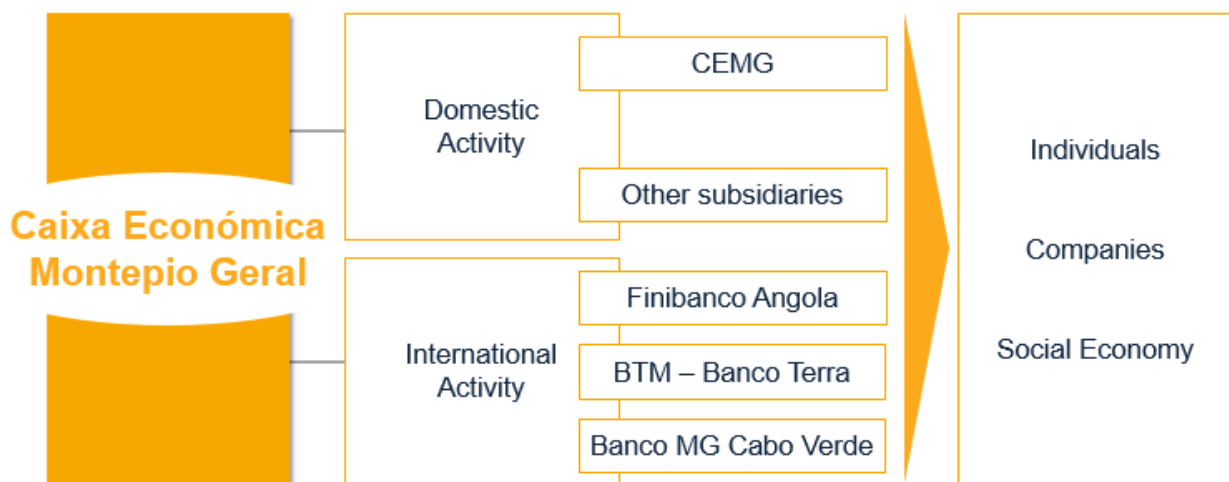 Caixa Económica
Montepio Geral
Domestic
Activity
CEMG
Other subsidiaries
International
Activity
Finibanco Angola
BTM – Banco Terra
Banco MG Cabo Verde
Individuals
Companies
Social Economy